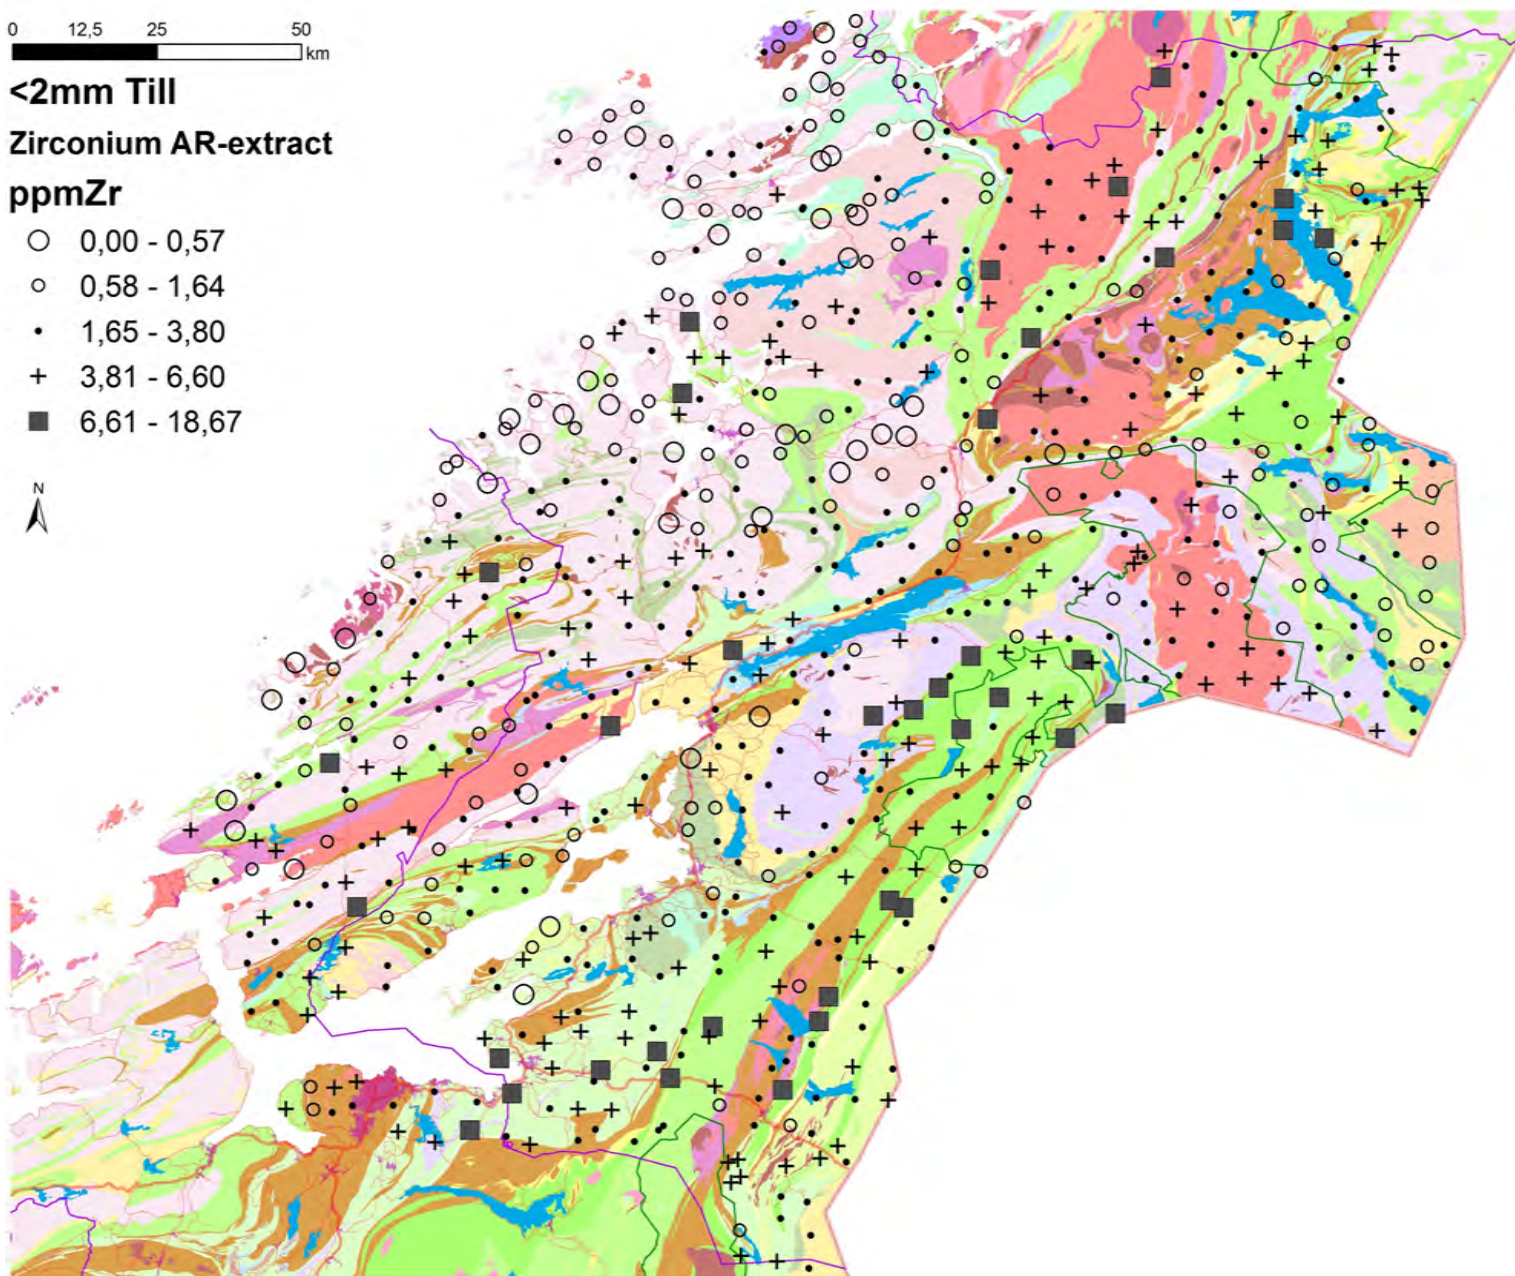 0 12,5 25 50
km
<2mm Till
Zirconium AR-extract
ppmZr
0,00 - 0,57
0,58 - 1,64
1,65 - 3,80
3,81 - 6,60
6,61 - 18,67
N